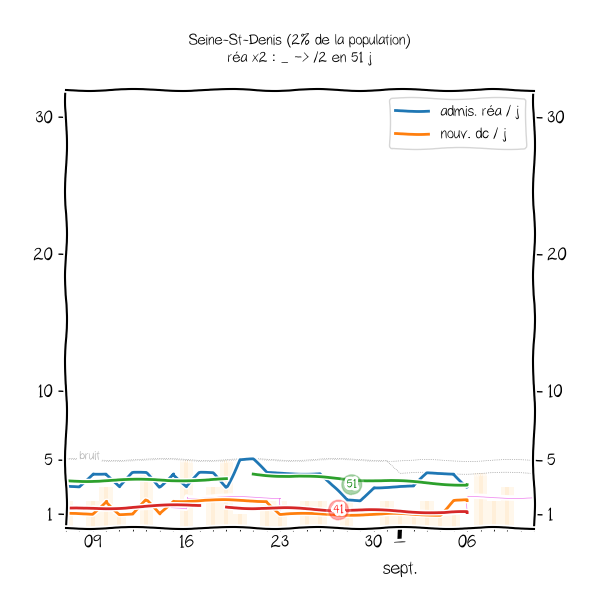 Seine-St-Denis (2% de la population)
réa x2 : _ -> /2 en 51 j
admis. réa / j
nouv. dc / j
30
30
20
20
10
10
5
bruit
5
51
41
1
1
09
16
23
30
06
sept.